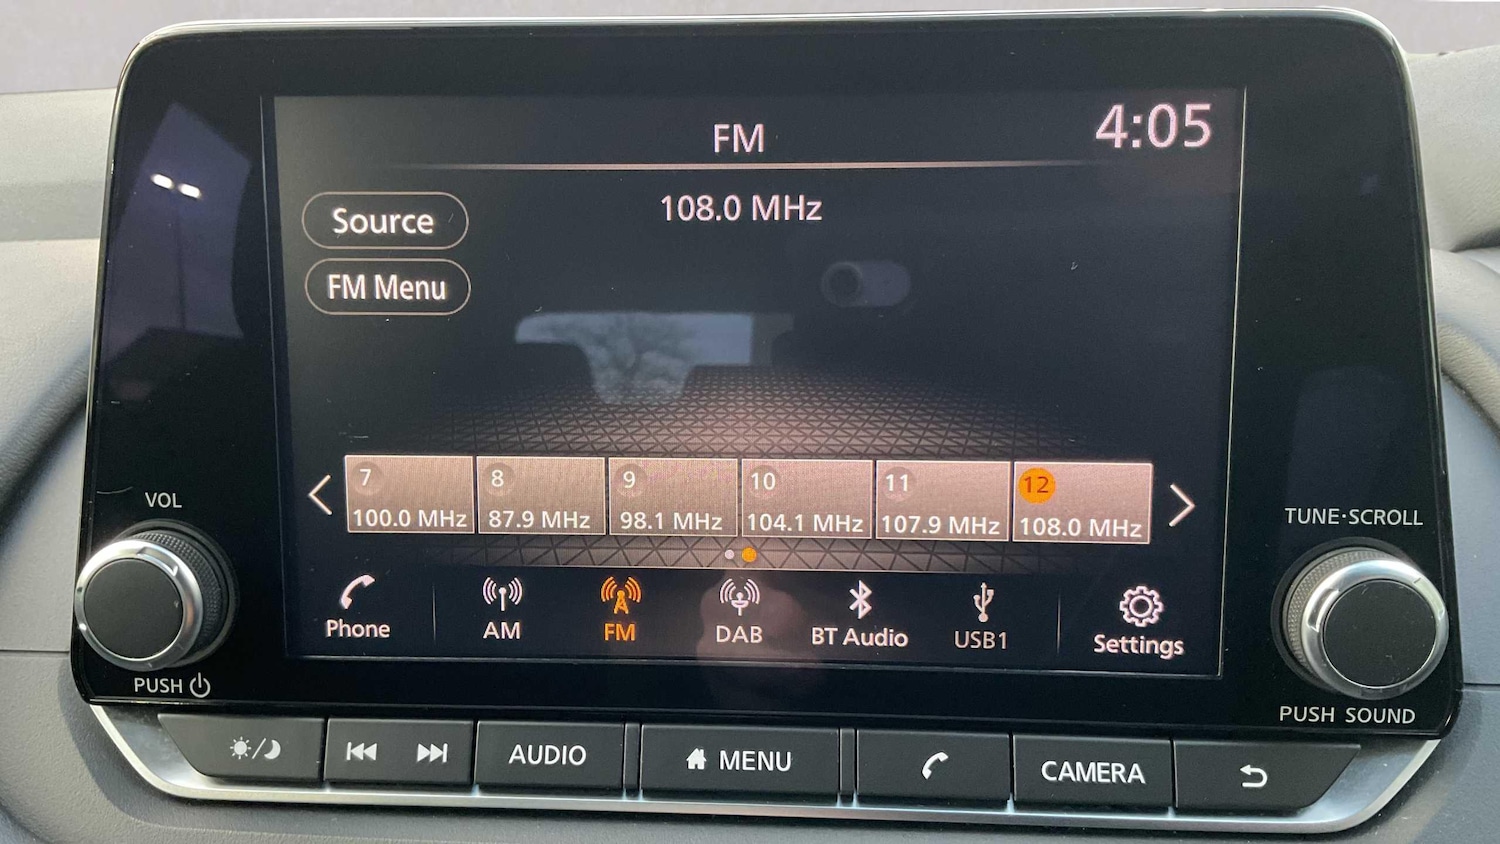 FM
4:05
108.0 MHz
Source
FM Menu
7
100.0 MHz
8
87.9 MHz
9
98.1 MHz
10
104.1 MHz
11
107.9 MHz
12
108.0 MHz
VOL
TUNE·SCROLL
Phone
AM
FM
DAB
BT Audio
USB1
Settings
PUSH
PUSH SOUND
AUDIO
MENU
CAMERA